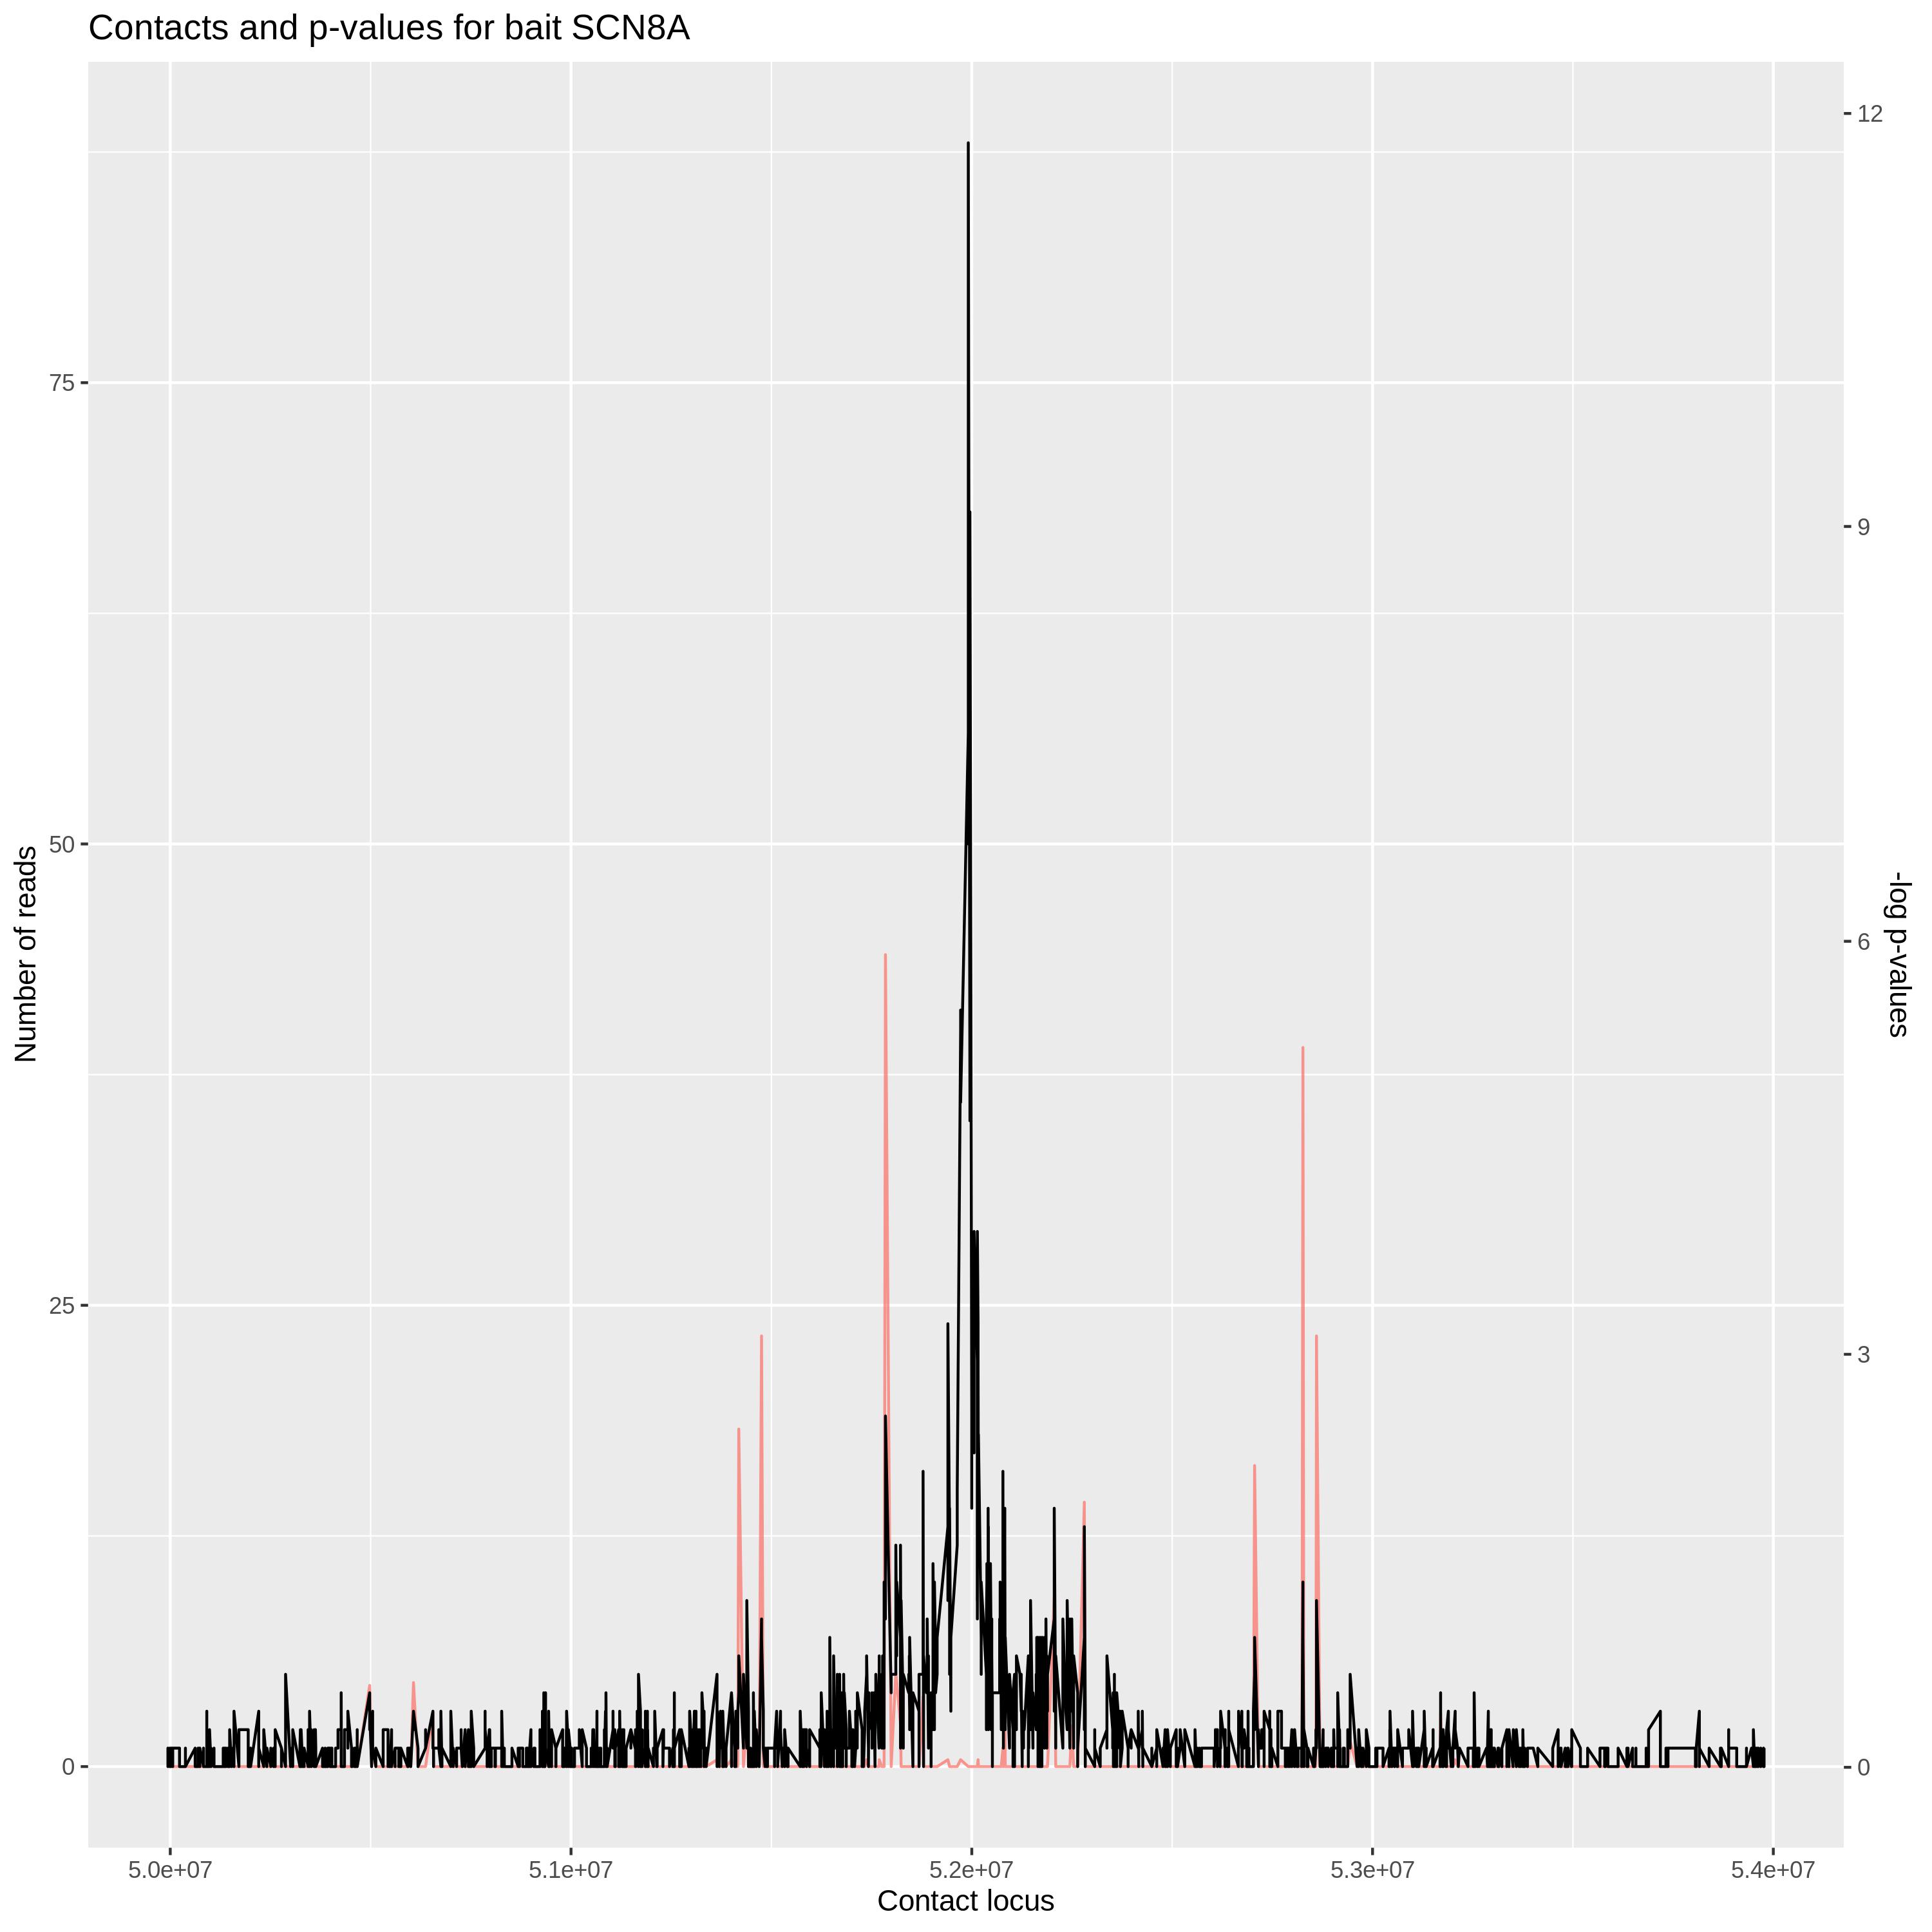 Contacts and p-values for bait SCN8A
12
75
9
50
6
Number of reads
-log p-values
25
3
0
0
5.0e+07 5.1e+07 5.2e+07 5.3e+07 5.4e+07
Contact locus